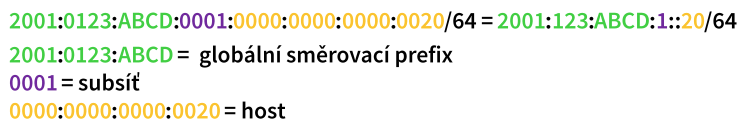 2001:0123:ABCD:0001:0000:0000:0000:0020/64 = 2001:123:ABCD:1::20/64
2001:0123:ABCD = globální směrovací prefix
0001 = subsíť
0000:0000:0000:0020 = host